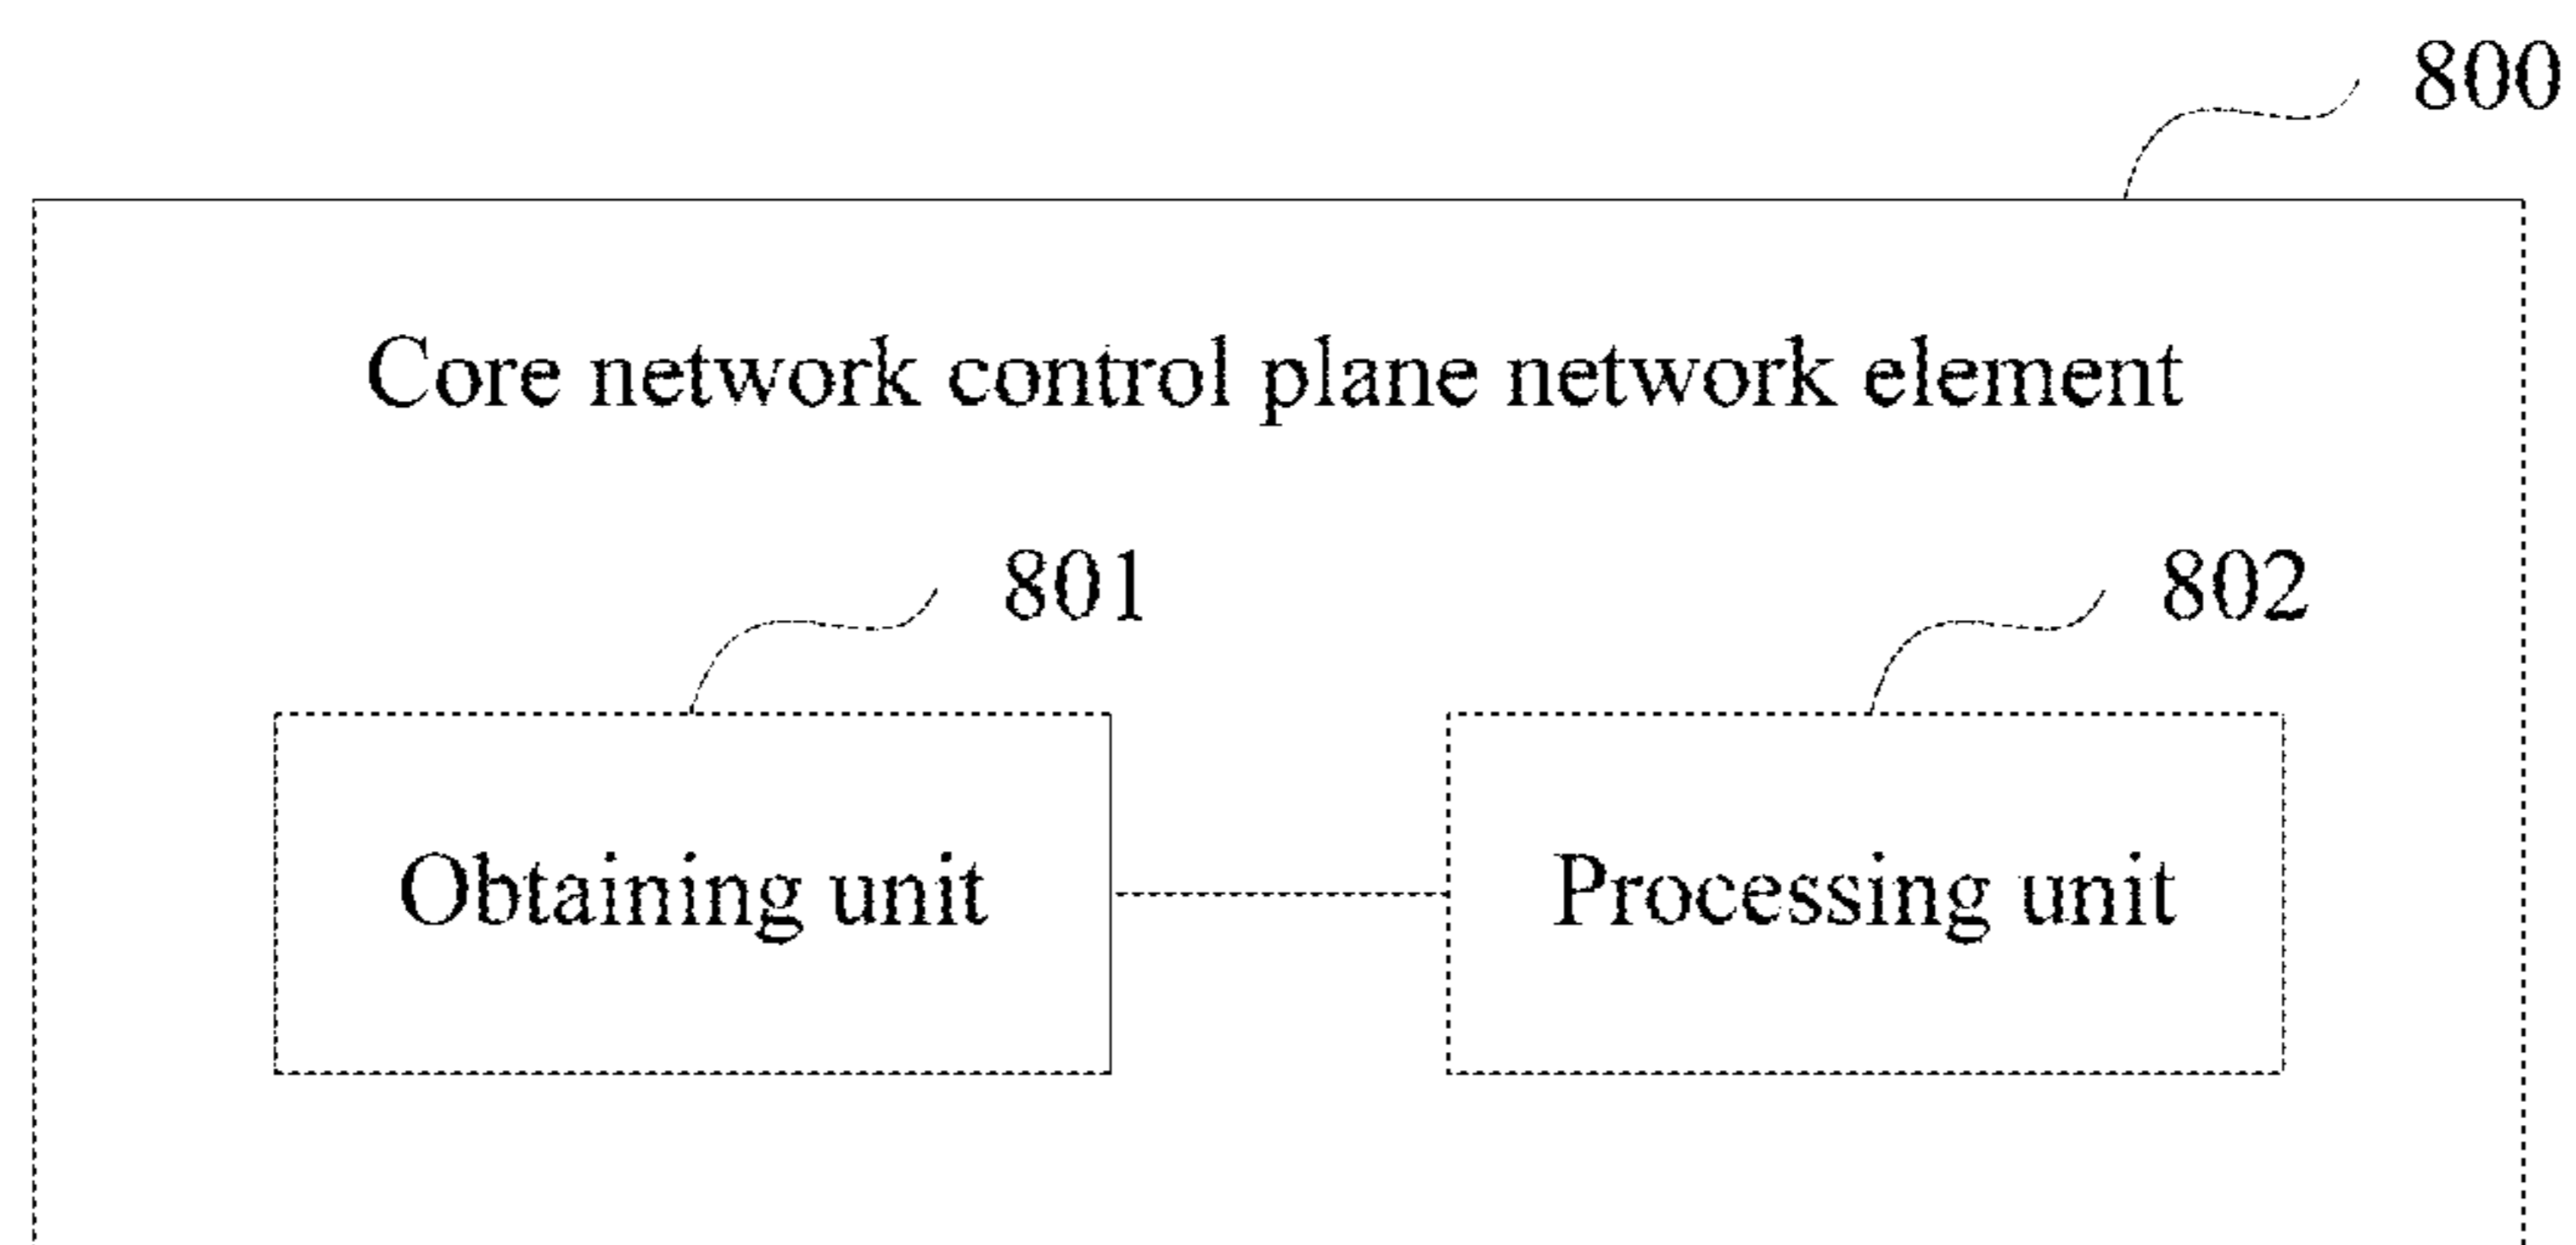 800
Core network control plane network element
801
802
Obtaining unit
Processing unit